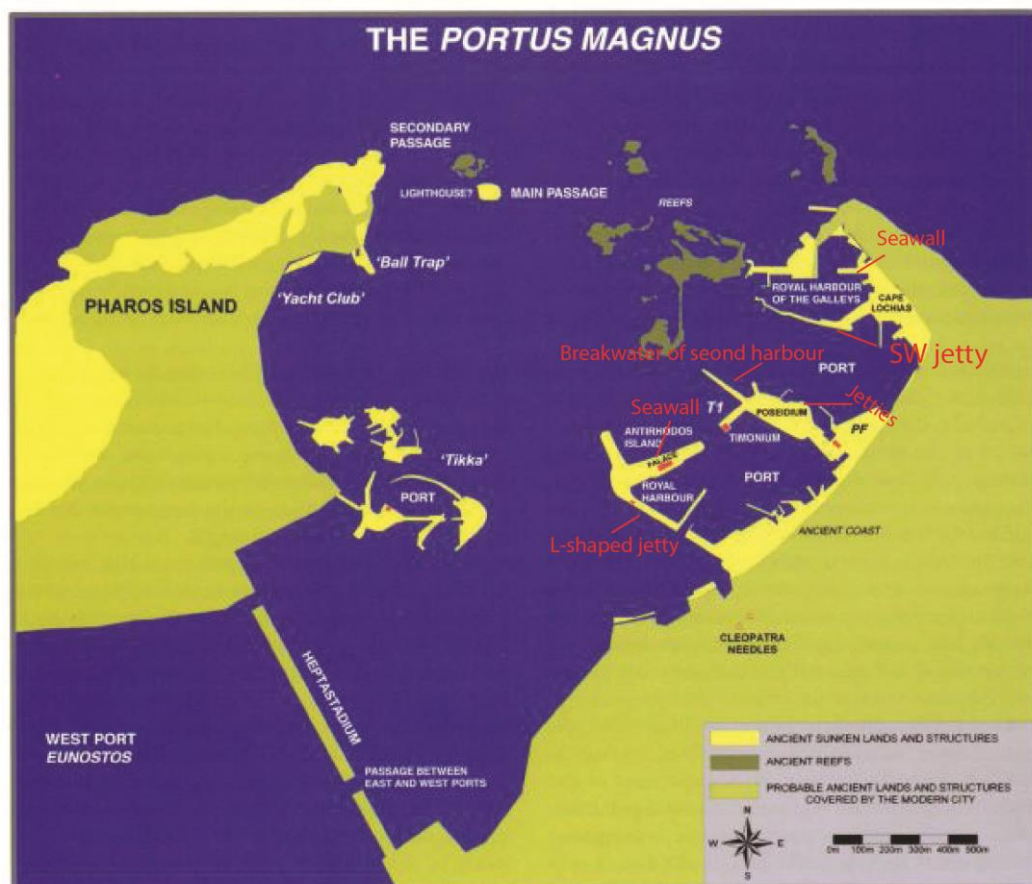 THE PORTUS MAGNUS
SECONDARY
PASSAGE
LIGHTHOUSE?
MAIN PASSAGE
REEFS
Seawall
'Ball Trap'
'Yacht Club'
PHAROS ISLAND
ROYAL HARBOUR
OF THE GALLEYS
CAPE
LOCHIAS
Breakwater of seond harbour
SW jetty
PORT
Seawall
T1
Jetties
POSEIDIUM
PF
ANTIRHODOS
ISLAND
TIMONIUM
PALACE
'Tikka'
PORT
ROYAL
HARBOUR
PORT
L-shaped jetty
ANCIENT COAST
CLEOPATRA
NEEDLES
HEPTASTADIUM
WEST PORT
EUNOSTOS
PASSAGE BETWEEN
EAST AND WEST PORTS
ANCIENT SUNKEN LANDS AND STRUCTURES
ANCIENT REEFS
PROBABLE ANCIENT LANDS AND STRUCTURES
COVERED BY THE MODERN CITY
N
W E
S
0m 100m 200m 300m 400m 500m